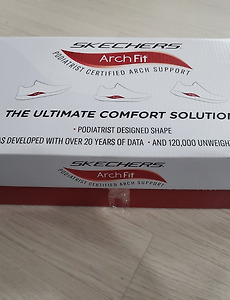 SKECHERS
Arch Fit
PODIATRIST CERTIFIED ARCH SUPPORT
THE ULTIMATE COMFORT SOLUTION
• PODIATRIST DESIGNED SHAPE
AS DEVELOPED WITH OVER 20 YEARS OF DATA • AND 120,000 UNWEIGH
SKECHERS
Arch Fit
PODIATRIST CERTIFIED ARCH SUPPORT